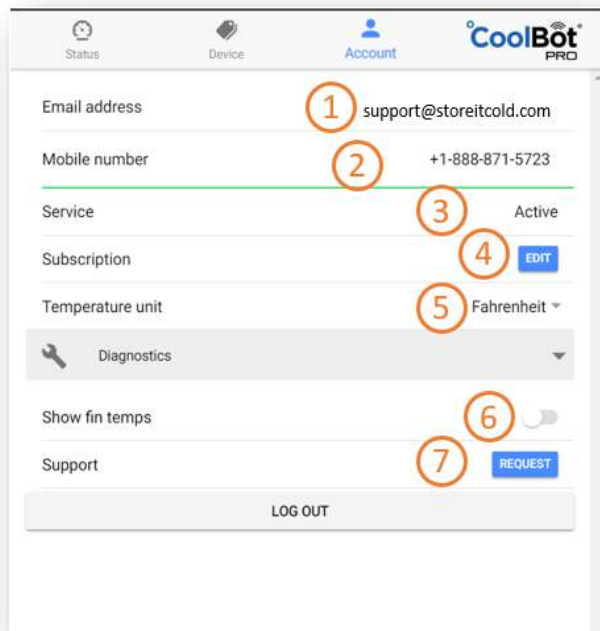 Status Device Account °CoolBot PRO
Email address 1 support@storeitcold.com
Mobile number 2 +1-888-871-5723
Service 3 Active
Subscription 4 EDIT
Temperature unit 5 Fahrenheit
Diagnostics
Show fin temps 6
Support 7 REQUEST
LOG OUT